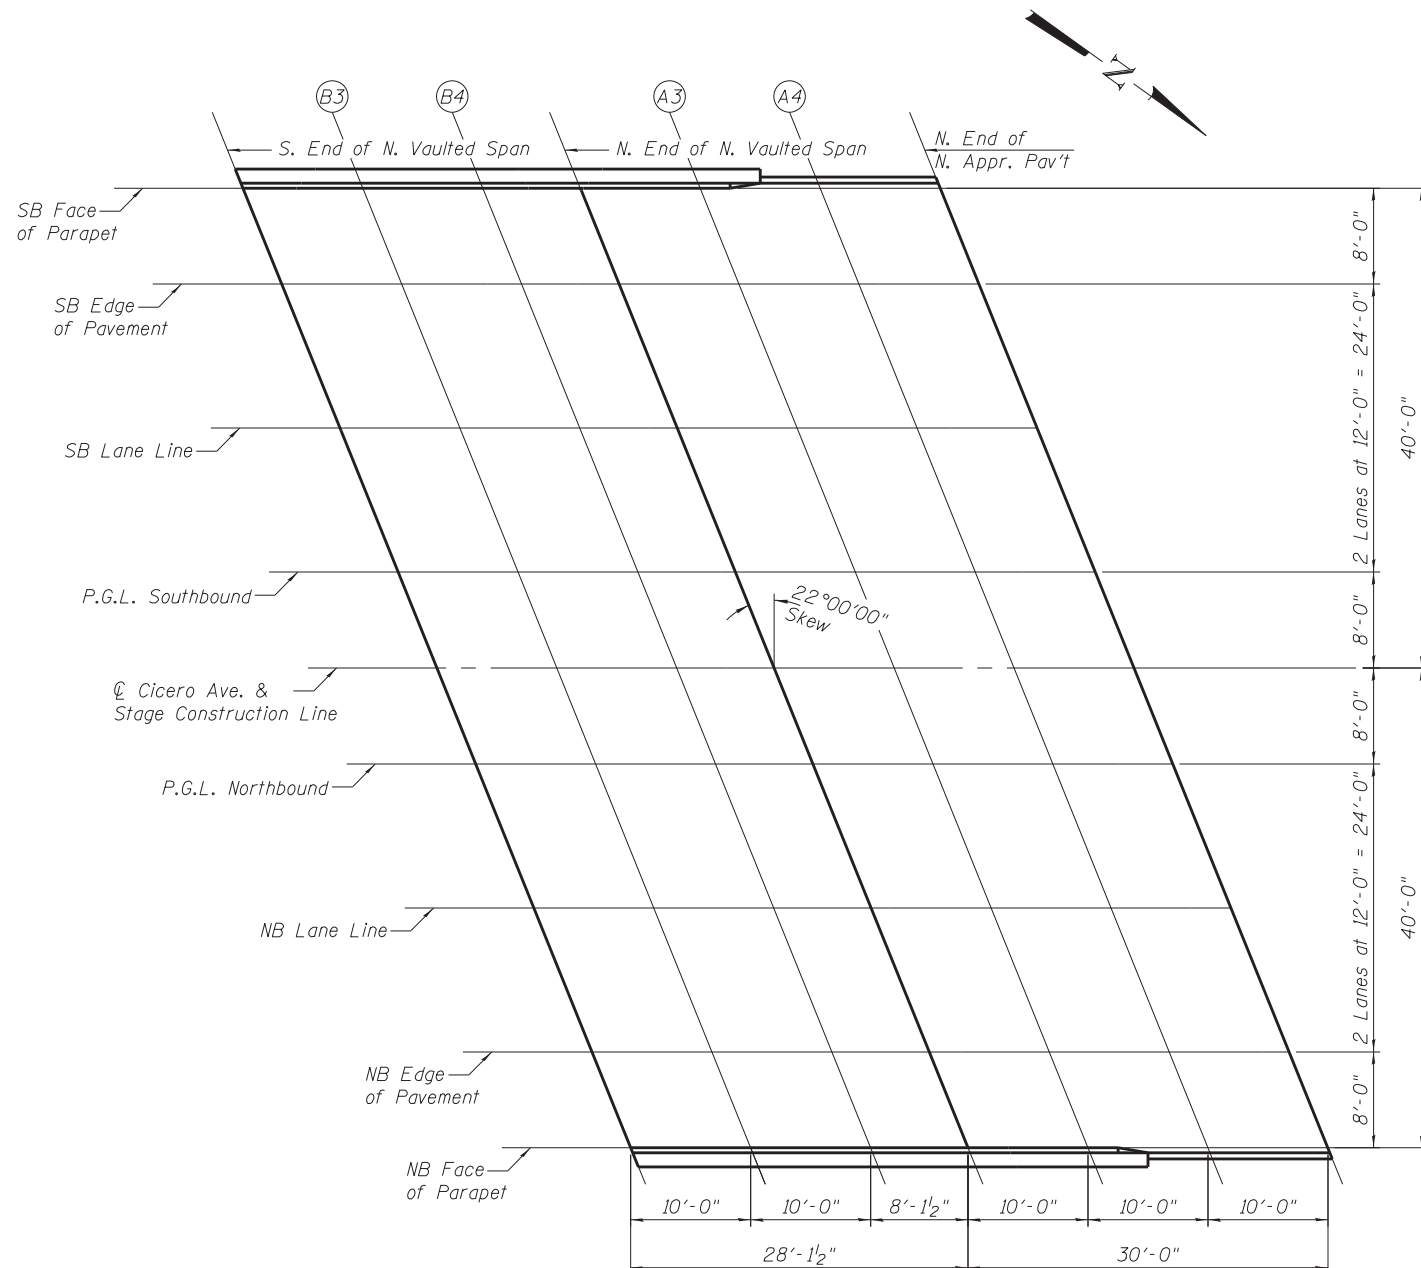 N
B3
B4
A3
A4
S. End of N. Vaulted Span
N. End of N. Vaulted Span
N. End of
N. Appr. Pav't
SB Face
of Parapet
8'-0"
SB Edge
of Pavement
2 Lanes at 12'-0" = 24'-0"
40'-0"
SB Lane Line
P.G.L. Southbound
22°00'00"
Skew
8'-0"
℄ Cicero Ave. &
Stage Construction Line
8'-0"
P.G.L. Northbound
2 Lanes at 12'-0" = 24'-0"
40'-0"
NB Lane Line
NB Edge
of Pavement
8'-0"
NB Face
of Parapet
10'-0"
10'-0"
8'-1½"
10'-0"
10'-0"
10'-0"
28'-1½"
30'-0"